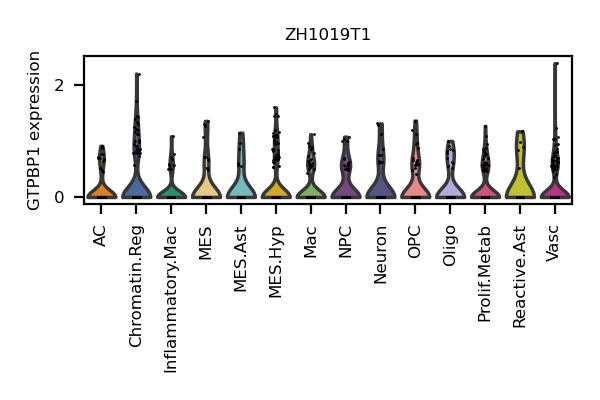 ZH1019T1
GTPBP1 expression
2
0
AC
Chromatin.Reg
Inflammatory.Mac
MES
MES.Ast
MES.Hyp
Mac
NPC
Neuron
OPC
Oligo
Prolif.Metab
Reactive.Ast
Vasc